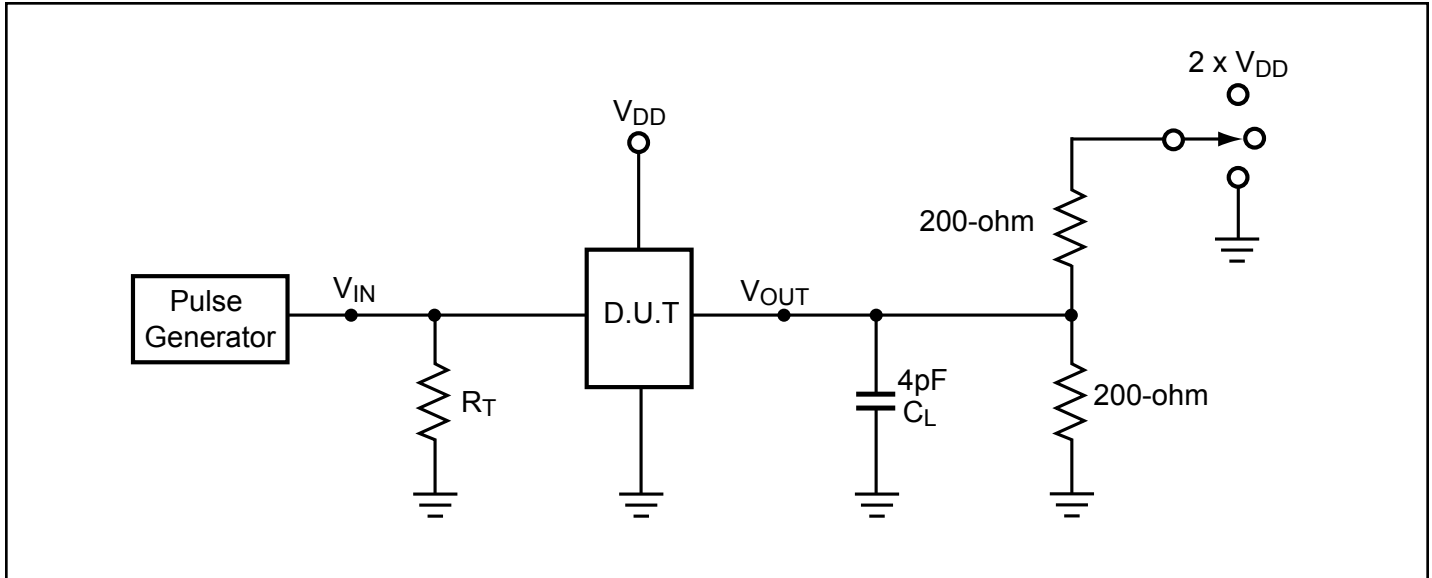 2 x VDD
VDD
200-ohm
Pulse
Generator
VIN
D.U.T
VOUT
RT
4pF
CL
200-ohm